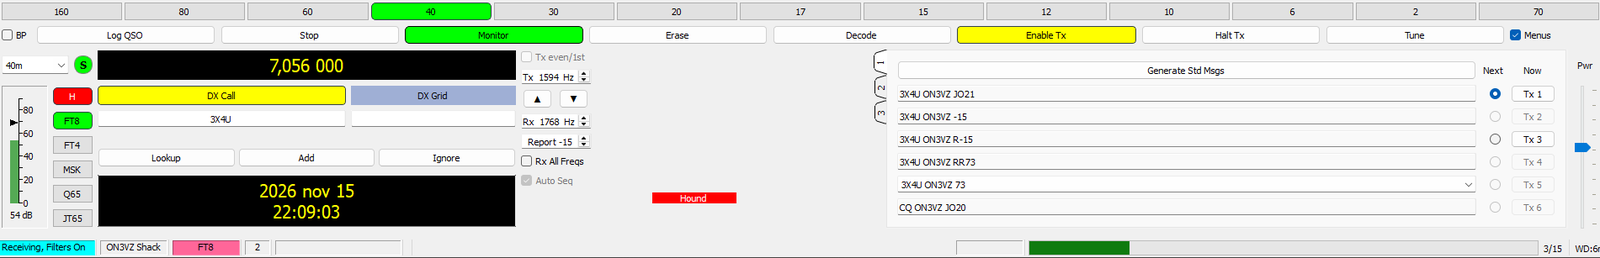 160 80 60 40 30 20 17 15 12 10 6 2 70
BP Log QSO Stop Monitor Erase Decode Enable Tx Halt Tx Tune Menus
40m S 7,056 000
Tx even/1st
Tx 1594 Hz
H DX Call DX Grid
▲ ▼
FT8 3X4U
Rx 1768 Hz
FT4
Report -15
Lookup Add Ignore
Rx All Freqs
MSK
Auto Seq
Q65 2026 nov 15
JT65 22:09:03
80
60
40
20
0
54 dB
Hound
1
2
3
Generate Std Msgs Next Now Pwr
3X4U ON3VZ JO21 Tx 1
3X4U ON3VZ -15 Tx 2
3X4U ON3VZ R-15 Tx 3
3X4U ON3VZ RR73 Tx 4
3X4U ON3VZ 73 Tx 5
CQ ON3VZ JO20 Tx 6
Receiving, Filters On ON3VZ Shack FT8 2 3/15 WD:6